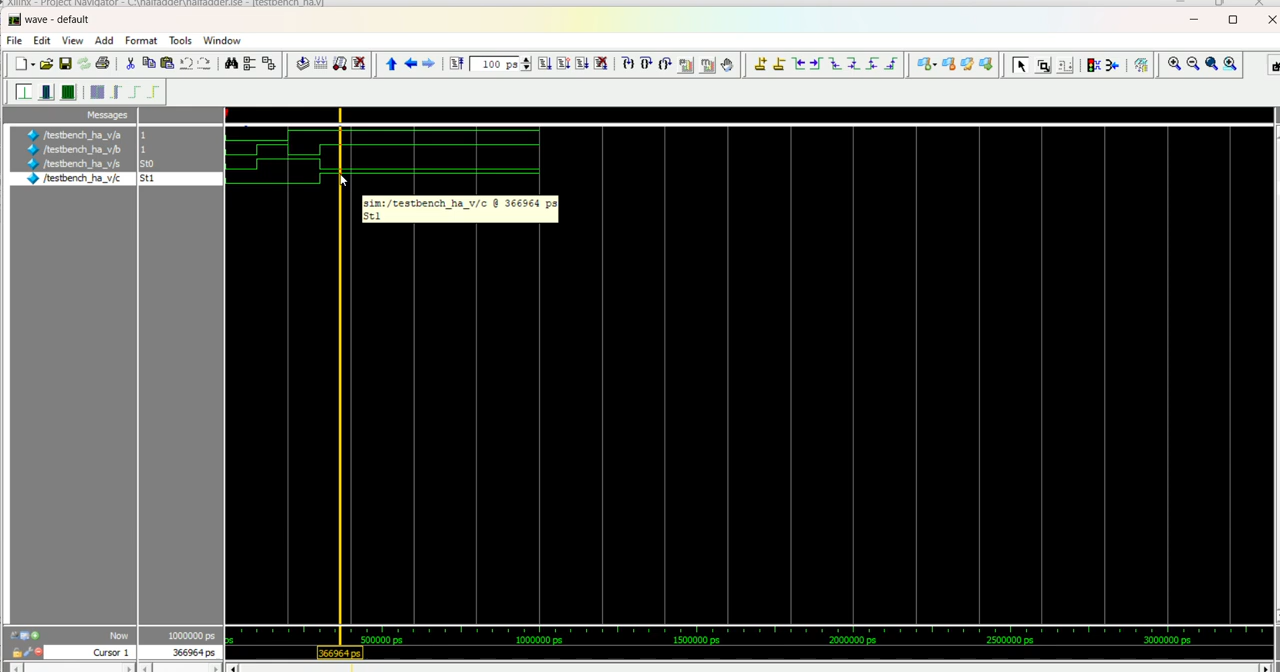 Xilinx - Project Navigator - C:\halfadder\halfadder.ise - [testbench_ha.v]
wave - default
File Edit View Add Format Tools Window
100 ps
Messages
/testbench_ha_v/a 1
/testbench_ha_v/b 1
/testbench_ha_v/s St0
/testbench_ha_v/c St1
sim:/testbench_ha_v/c @ 366964 ps
St1
Now 1000000 ps ps 500000 ps 1000000 ps 1500000 ps 2000000 ps 2500000 ps 3000000 ps
Cursor 1 366964 ps 366964 ps